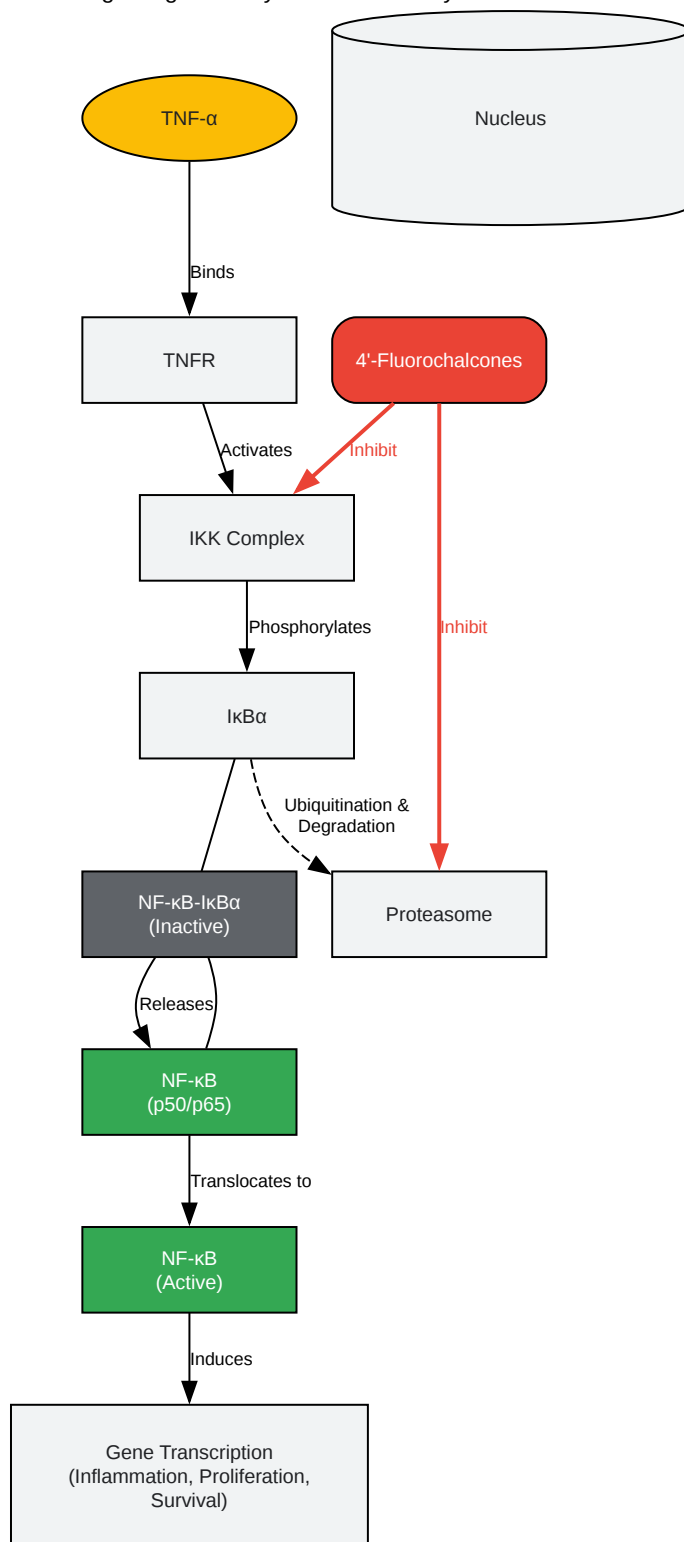 Nucleus
TNF-α
Binds
TNFR
4'-Fluorochalcones
Activates
Inhibit
IKK Complex
Phosphorylates
Inhibit
IκBα
Ubiquitination &
Degradation
NF-κB-IκBα
(Inactive)
Proteasome
Releases
NF-κB
(p50/p65)
Translocates to
NF-κB
(Active)
Induces
Gene Transcription
(Inflammation, Proliferation,
Survival)